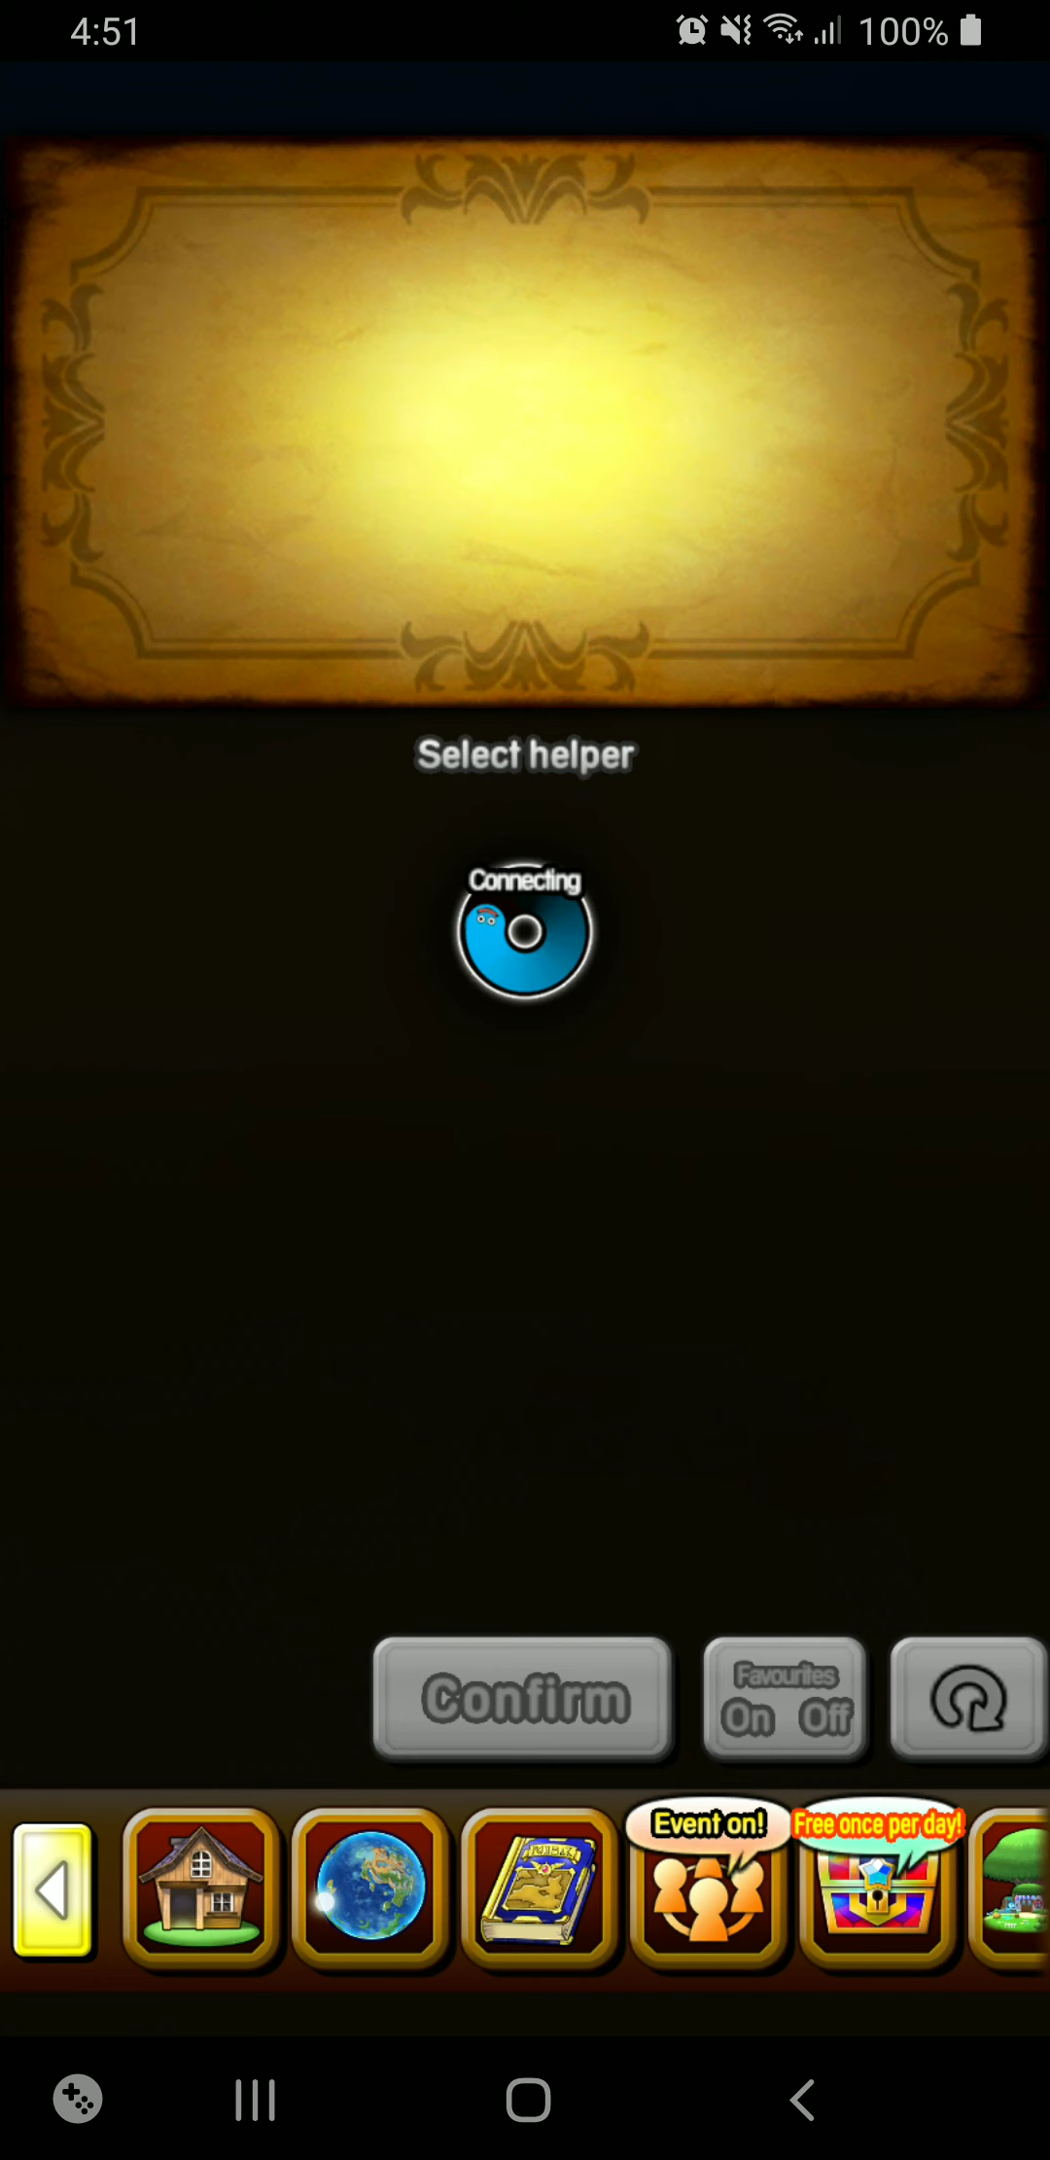 4:51
100%
Select helper
Connecting
Confirm
Favourites
On Off
Event on!
Free once per day!